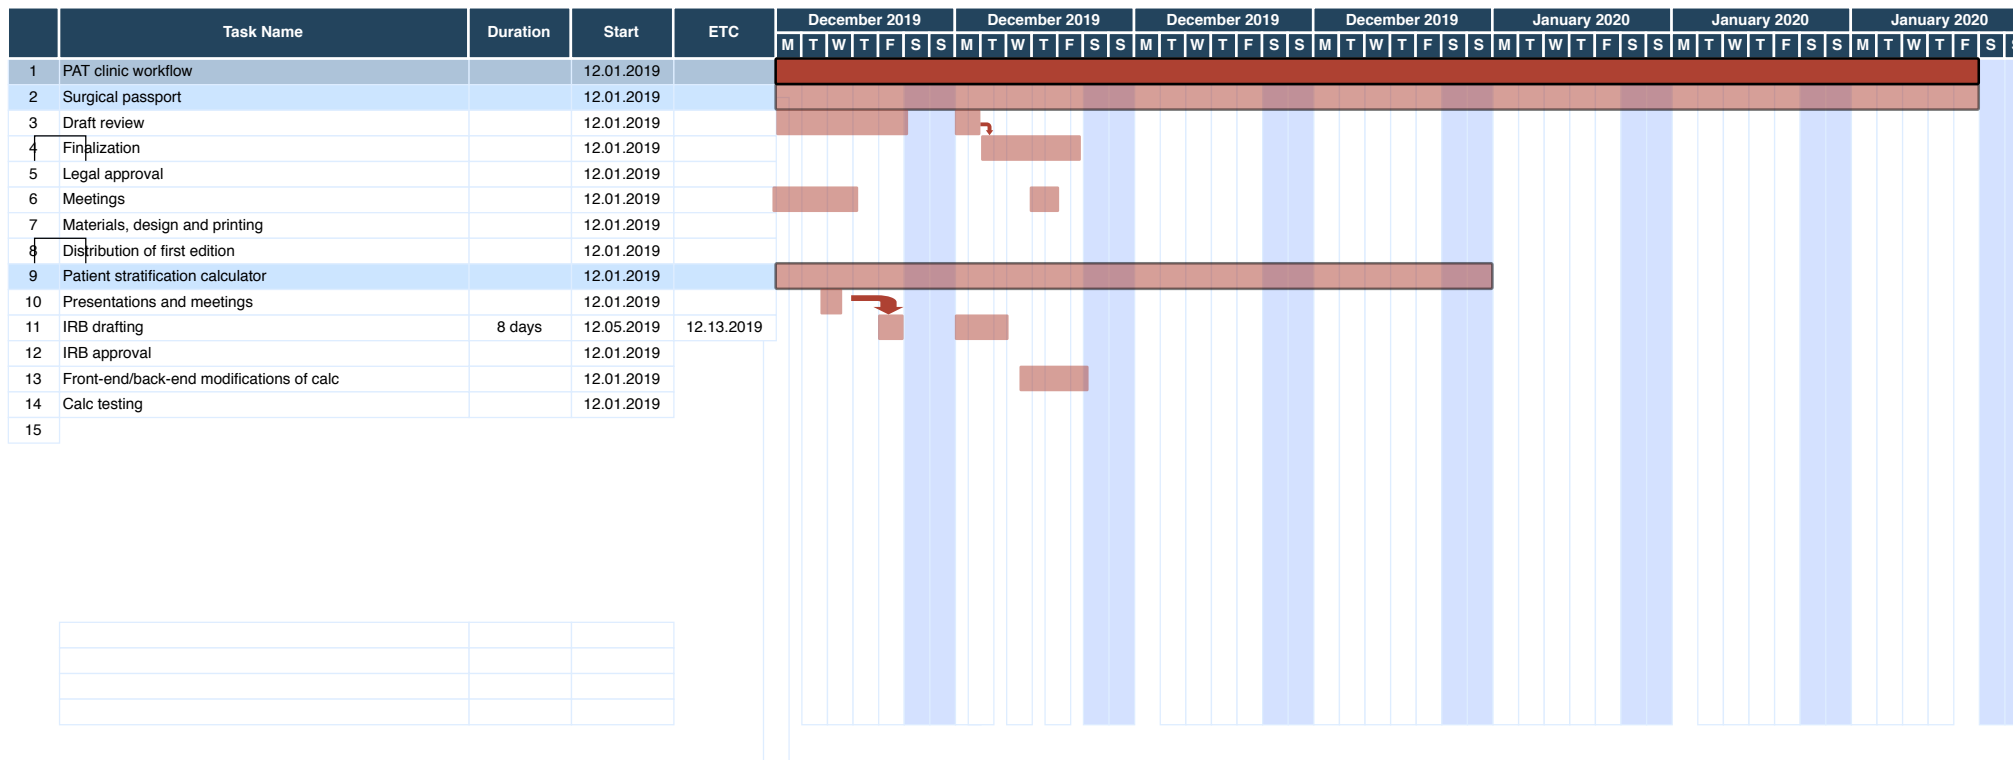 Task Name Duration Start ETC December 2019 December 2019 December 2019 December 2019 January 2020 January 2020 January 2020
M T W T F S S M T W T F S S M T W T F S S M T W T F S S M T W T F S S M T W T F S S M T W T F S
1 PAT clinic workflow 12.01.2019
2 Surgical passport 12.01.2019
3 Draft review 12.01.2019
4 Finalization 12.01.2019
5 Legal approval 12.01.2019
6 Meetings 12.01.2019
7 Materials, design and printing 12.01.2019
8 Distribution of first edition 12.01.2019
9 Patient stratification calculator 12.01.2019
10 Presentations and meetings 12.01.2019
11 IRB drafting 8 days 12.05.2019 12.13.2019
12 IRB approval 12.01.2019
13 Front-end/back-end modifications of calc 12.01.2019
14 Calc testing 12.01.2019
15